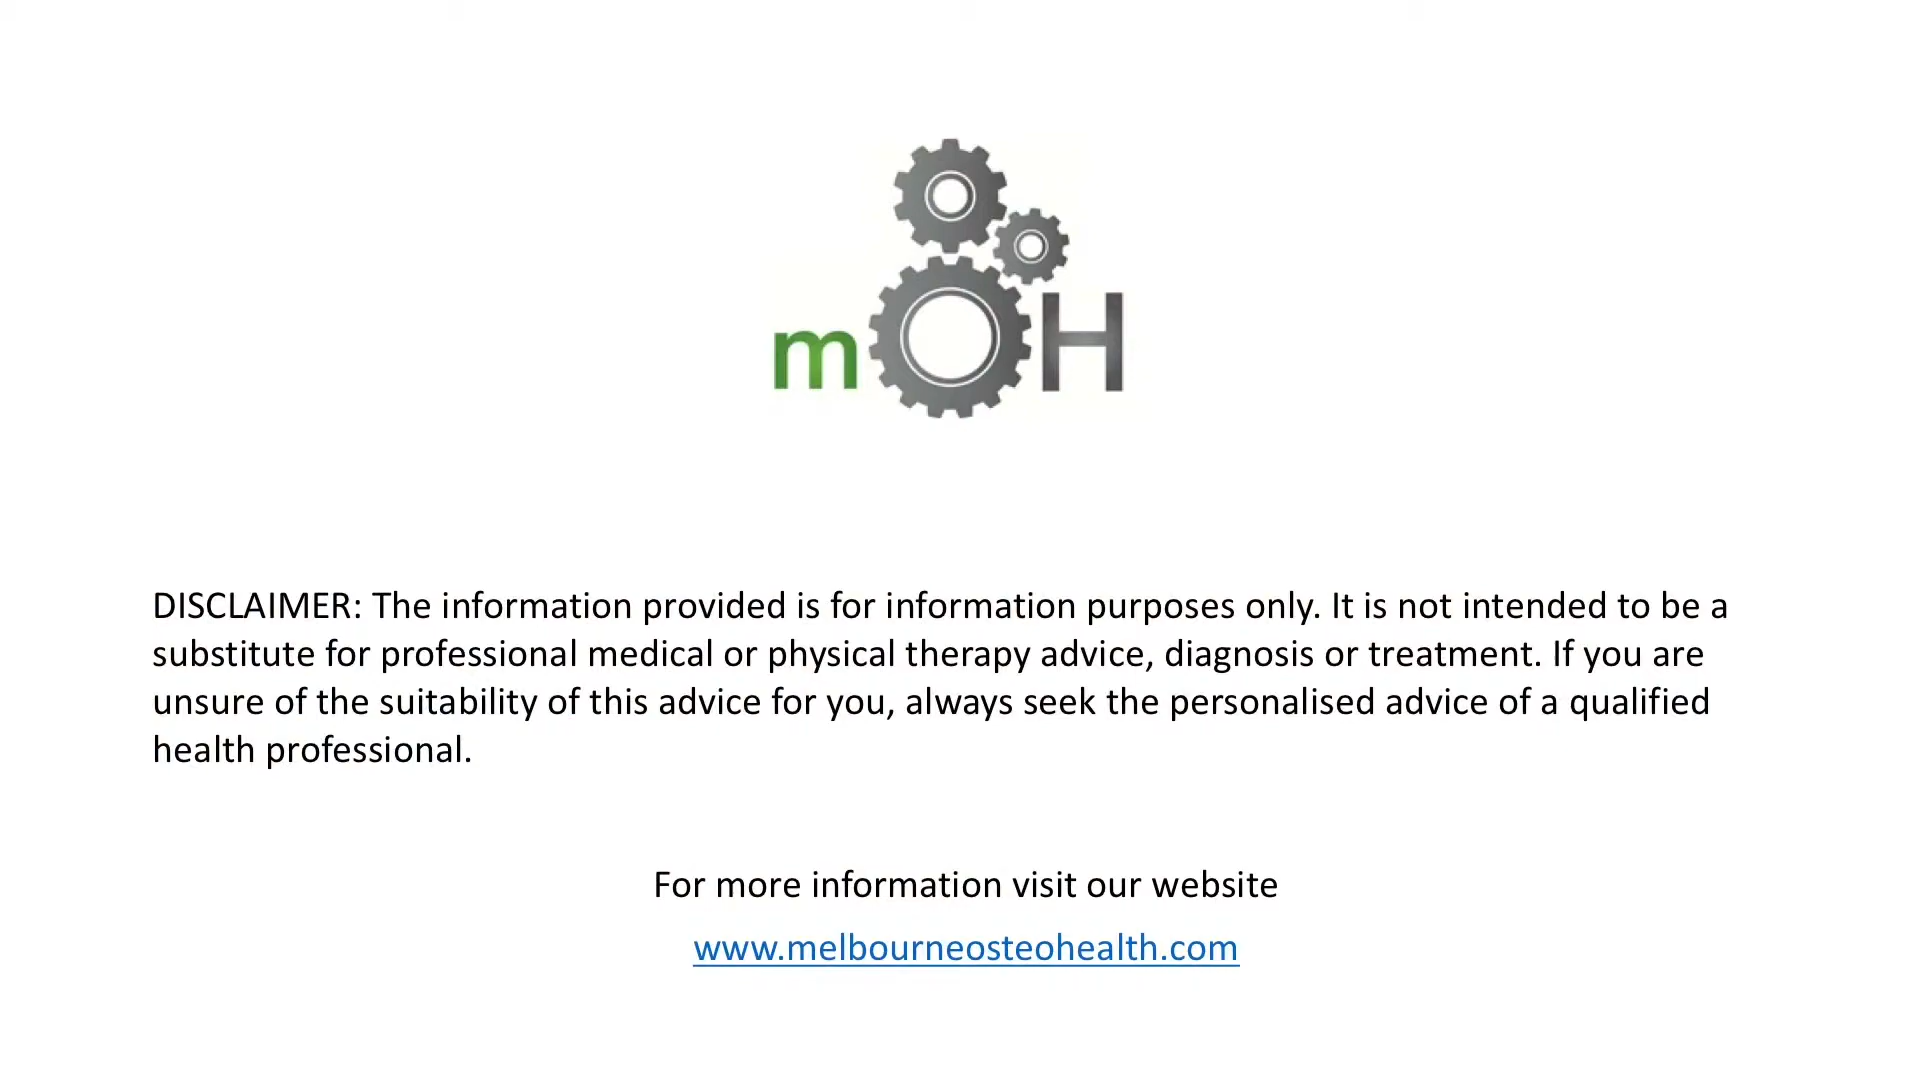 mOH
DISCLAIMER: The information provided is for information purposes only. It is not intended to be a
substitute for professional medical or physical therapy advice, diagnosis or treatment. If you are
unsure of the suitability of this advice for you, always seek the personalised advice of a qualified
health professional.
For more information visit our website
www.melbourneosteohealth.com